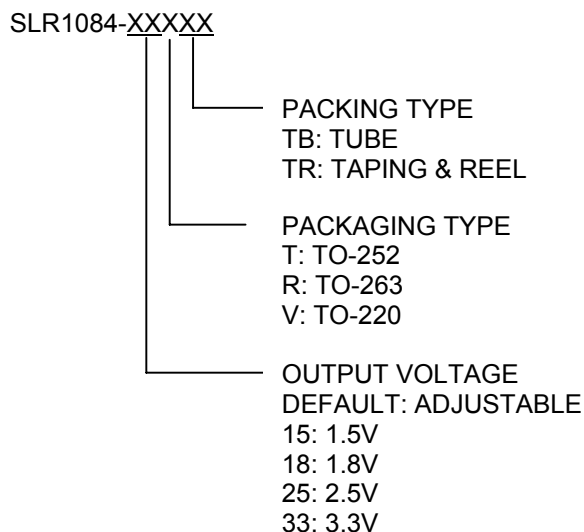 SLR1084-XXXXX
PACKING TYPE
TB: TUBE
TR: TAPING & REEL
PACKAGING TYPE
T: TO-252
R: TO-263
V: TO-220
OUTPUT VOLTAGE
DEFAULT: ADJUSTABLE
15: 1.5V
18: 1.8V
25: 2.5V
33: 3.3V